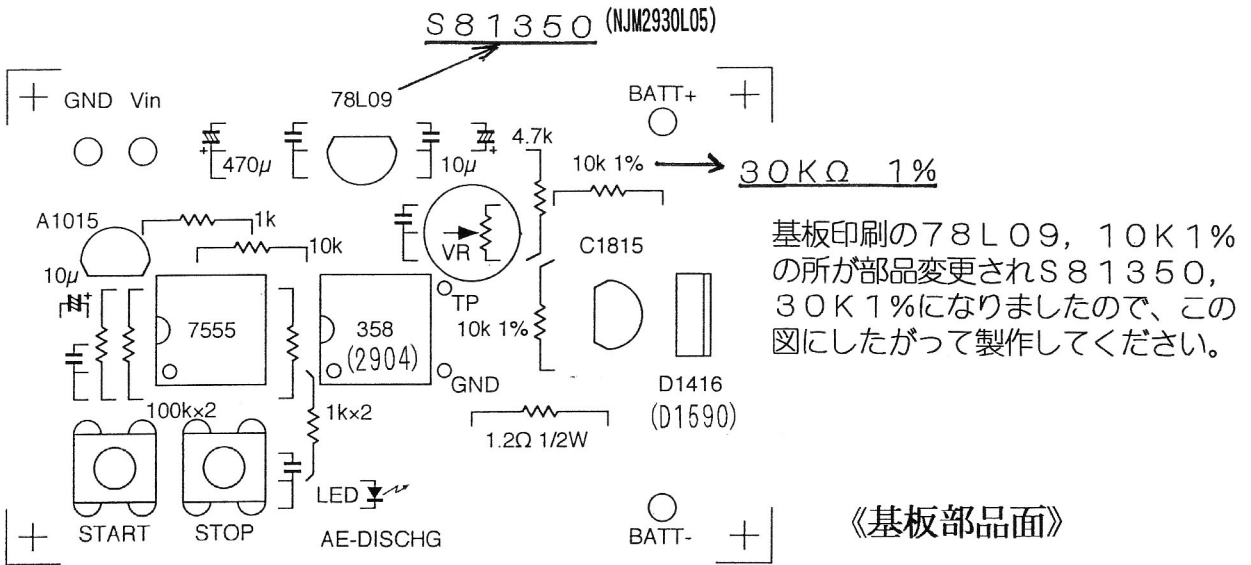 S81350 (NJM2930L05)
GND Vin
78L09
BATT+
470μ
10μ
4.7k
10k 1%
30KΩ 1%
A1015
1k
10k
VR
C1815
10μ
TP
7555
358
(2904)
10k 1%
GND
D1416
(D1590)
100k×2
1k×2
1.2Ω 1/2W
LED
START
STOP
AE-DISCHG
BATT-
基板印刷の78L09, 10K1%
の所が部品変更されS81350,
30K1%になりましたので、この
図にしたがって製作してください。
《基板部品面》